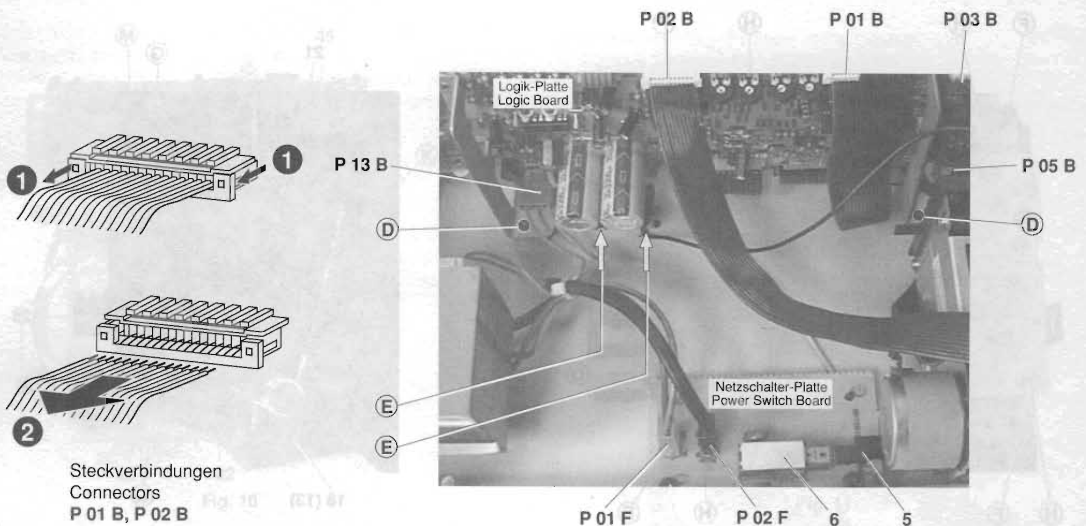 P 02 B
P 01 B
P 03 B
Logik-Platte
Logic Board
1
1
P 13 B
P 05 B
D
D
E
E
Netzschalter-Platte
Power Switch Board
2
Steckverbindungen
Connectors
P 01 B, P 02 B
P 01 F
P 02 F
6
5